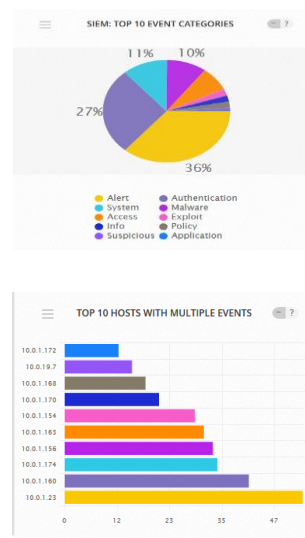 SIEM: TOP 10 EVENT CATEGORIES
- ?
11% 10%
27%
36%
Alert Authentication
System Malware
Access Exploit
Info Policy
Suspicious Application
TOP 10 HOSTS WITH MULTIPLE EVENTS
- ?
10.0.1.172
10.0.19.7
10.0.1.168
10.0.1.170
10.0.1.154
10.0.1.163
10.0.1.156
10.0.1.174
10.0.1.160
10.0.1.23
0 12 23 35 47